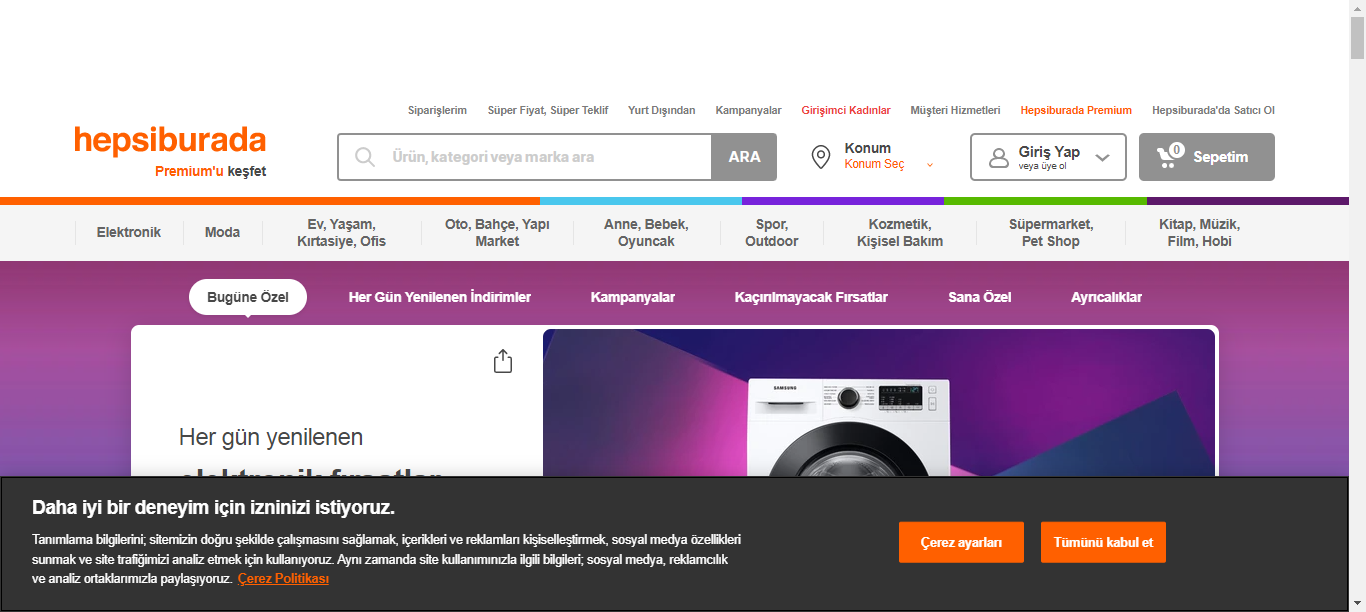 Siparişlerim Süper Fiyat, Süper Teklif Yurt Dışından Kampanyalar Girişimci Kadınlar Müşteri Hizmetleri Hepsiburada Premium Hepsiburada'da Satıcı Ol
hepsiburada
Premium'u keşfet
Ürün, kategori veya marka ara
ARA
Konum
Konum Seç
Giriş Yap
veya üye ol
0
Sepetim
Elektronik
Moda
Ev, Yaşam,
Kırtasiye, Ofis
Oto, Bahçe, Yapı
Market
Anne, Bebek,
Oyuncak
Spor,
Outdoor
Kozmetik,
Kişisel Bakım
Süpermarket,
Pet Shop
Kitap, Müzik,
Film, Hobi
Bugüne Özel Her Gün Yenilenen İndirimler Kampanyalar Kaçırılmayacak Fırsatlar Sana Özel Ayrıcalıklar
SAMSUNG
Her gün yenilenen
elektronik fırsatlar
Daha iyi bir deneyim için izninizi istiyoruz.
Tanımlama bilgilerini; sitemizin doğru şekilde çalışmasını sağlamak, içerikleri ve reklamları kişiselleştirmek, sosyal medya özellikleri
sunmak ve site trafiğimizi analiz etmek için kullanıyoruz. Aynı zamanda site kullanımınızla ilgili bilgileri; sosyal medya, reklamcılık
ve analiz ortaklarımızla paylaşıyoruz. Çerez Politikası
Çerez ayarları
Tümünü kabul et